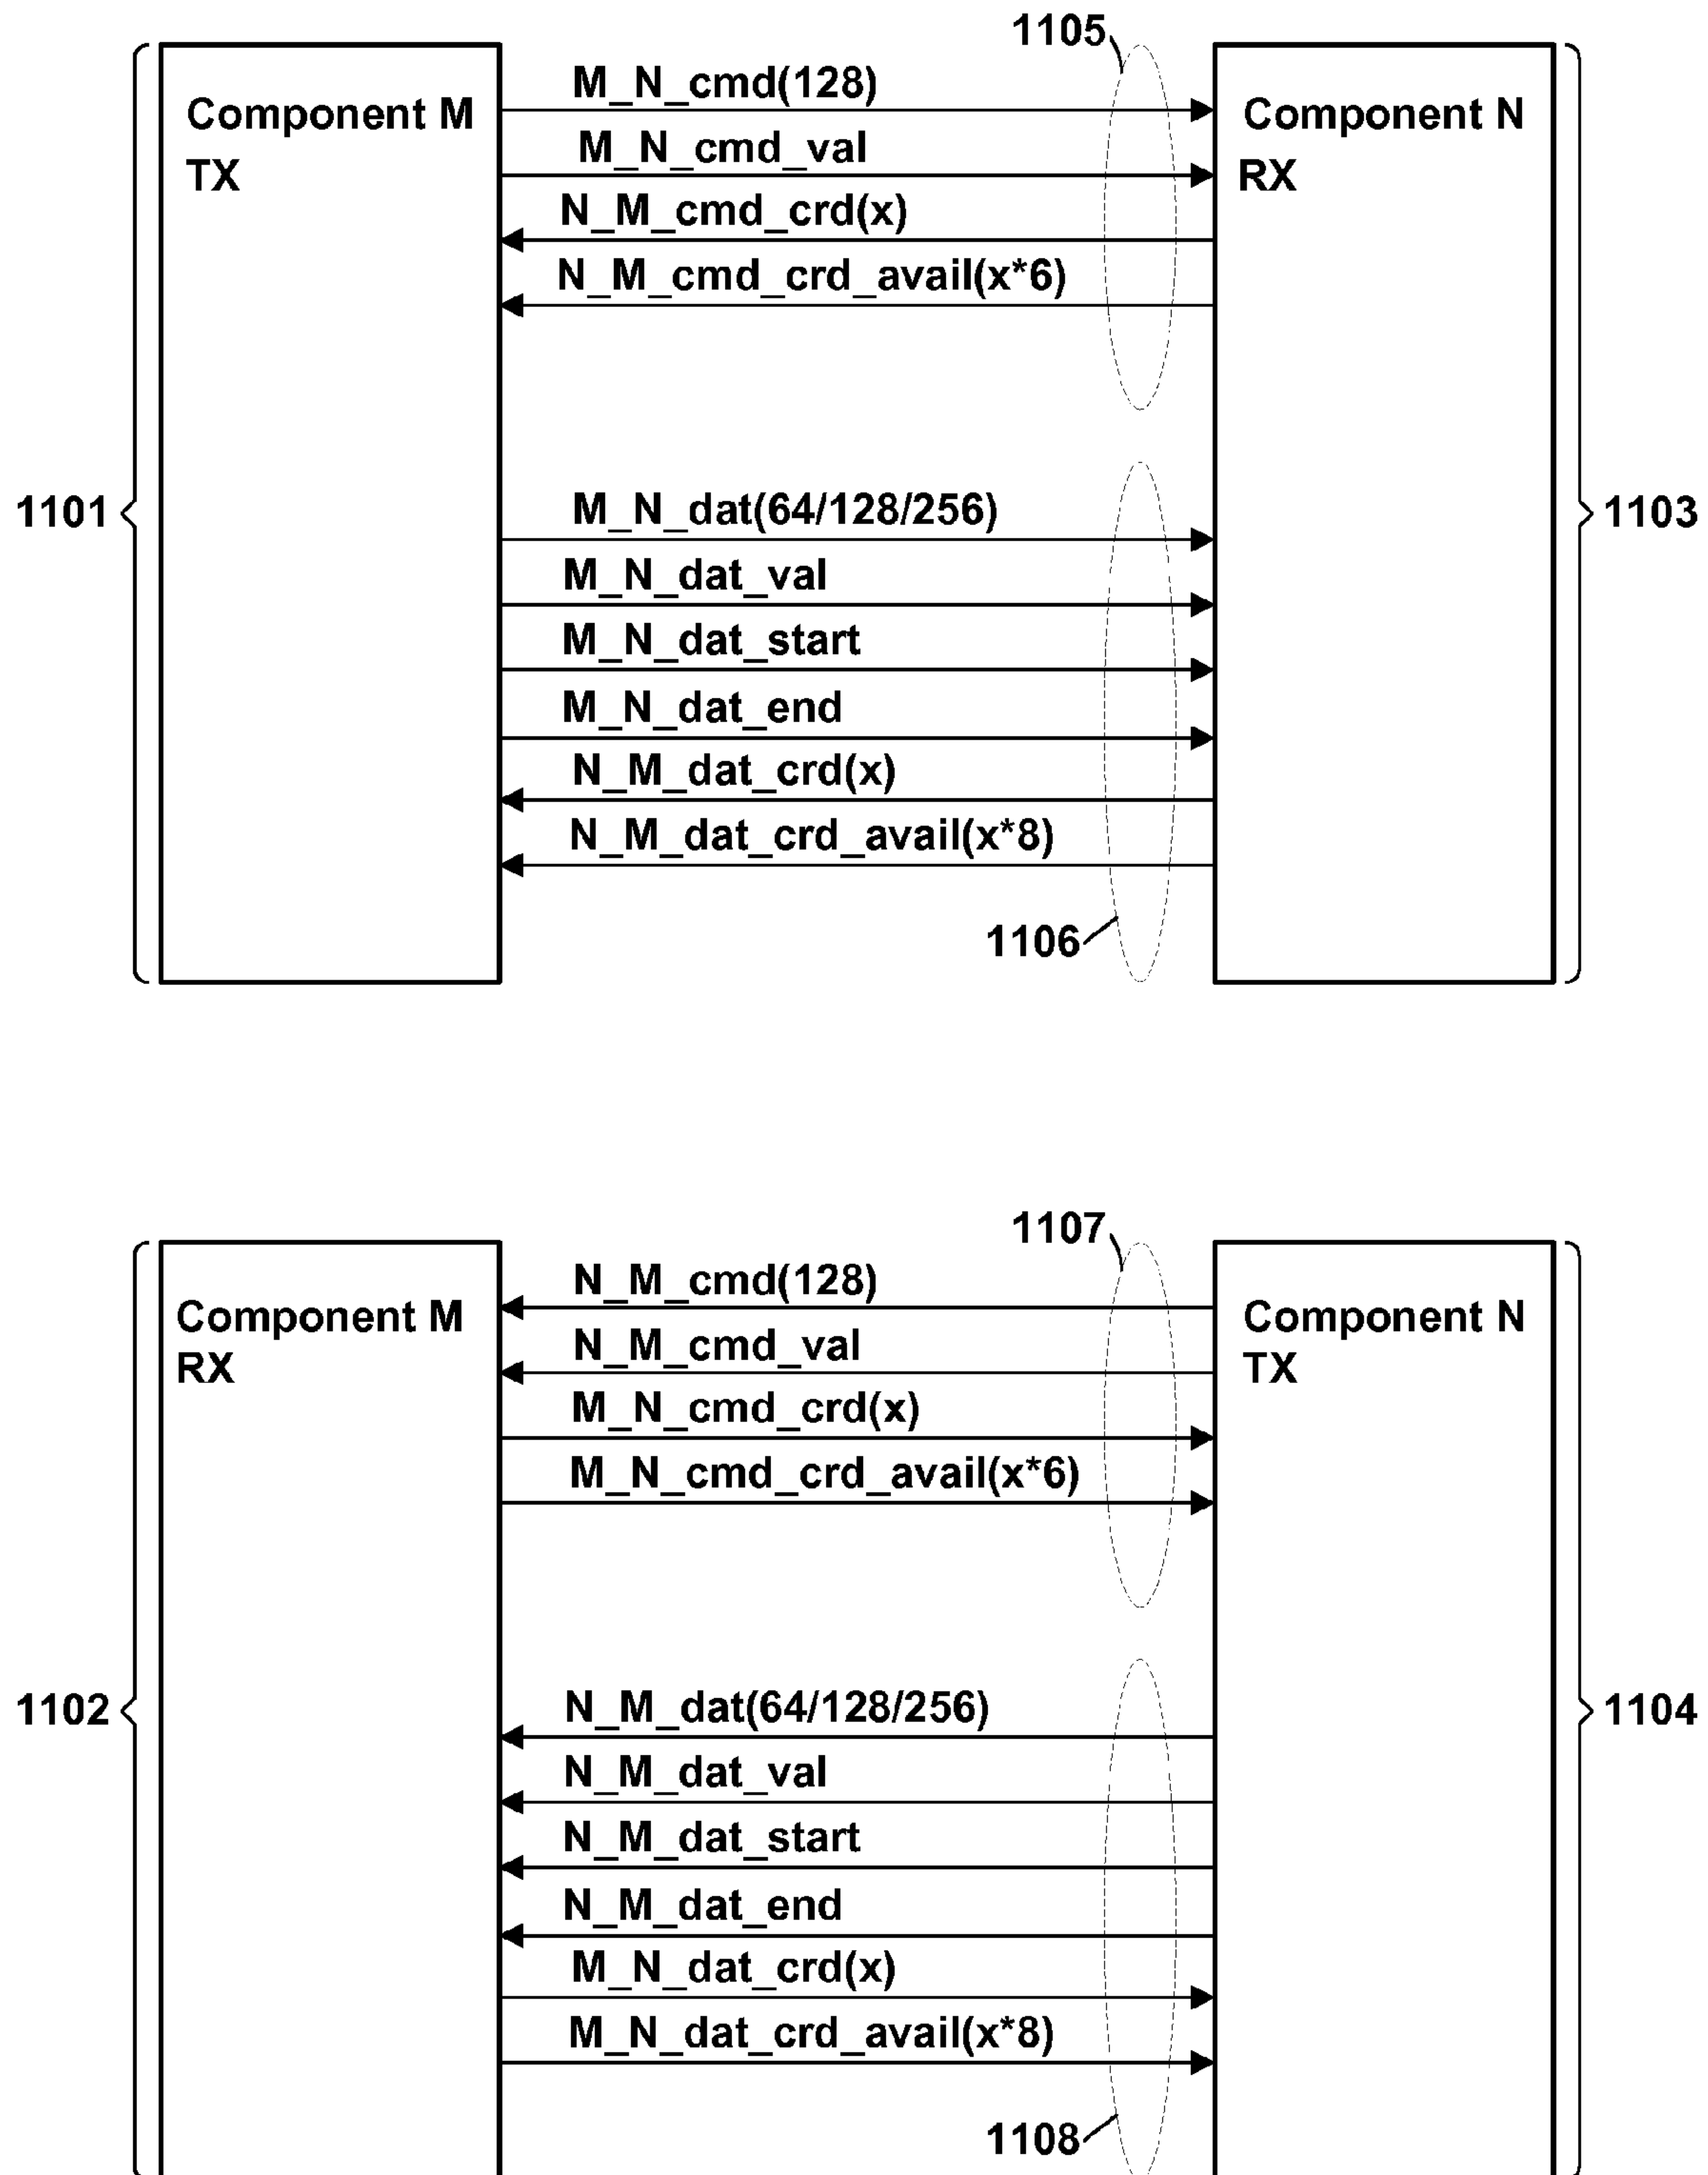 1105
Component M
TX
M_N_cmd(128)
M_N_cmd_val
N_M_cmd_crd(x)
N_M_cmd_crd_avail(x*6)
Component N
RX
1101
M_N_dat(64/128/256)
M_N_dat_val
M_N_dat_start
M_N_dat_end
N_M_dat_crd(x)
N_M_dat_crd_avail(x*8)
1103
1106
1107
Component M
RX
N_M_cmd(128)
N_M_cmd_val
M_N_cmd_crd(x)
M_N_cmd_crd_avail(x*6)
Component N
TX
1102
N_M_dat(64/128/256)
N_M_dat_val
N_M_dat_start
N_M_dat_end
M_N_dat_crd(x)
M_N_dat_crd_avail(x*8)
1104
1108